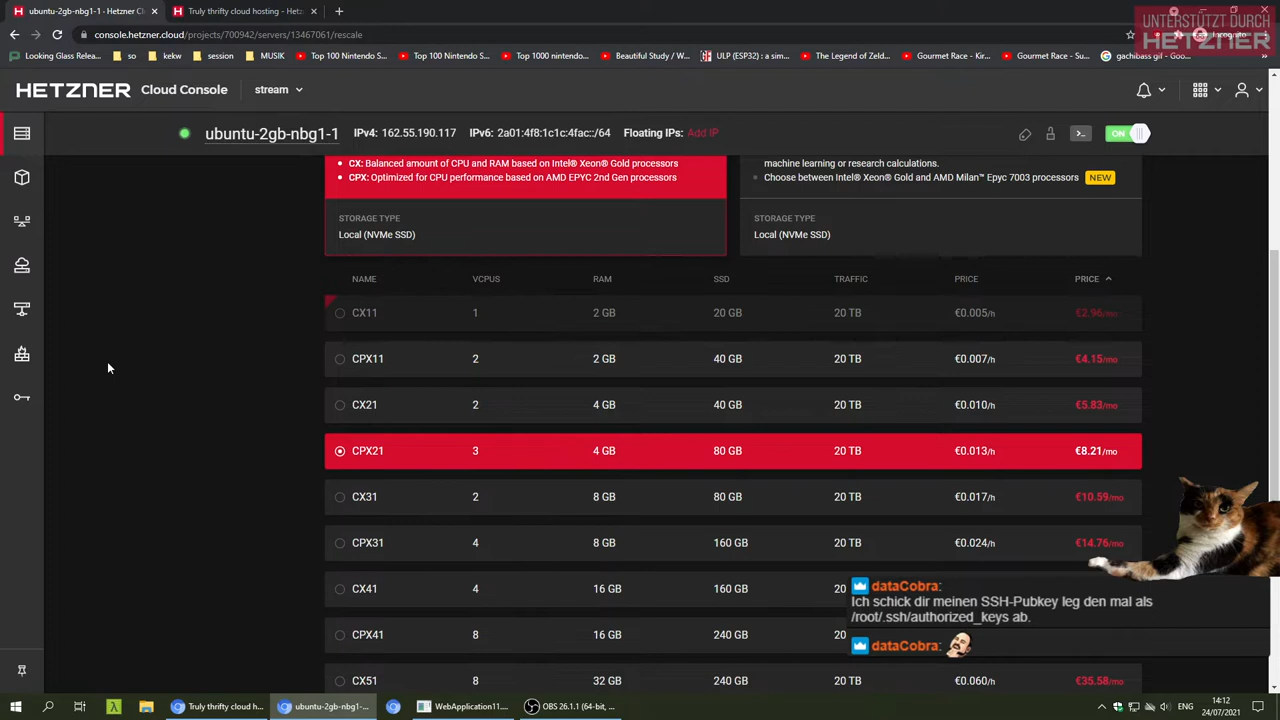 ubuntu-2gb-nbg1-1 - Hetzner Cl
Truly thrifty cloud hosting - Hetz
UNTERSTÜTZT DURCH
HETZNER
console.hetzner.cloud/projects/700942/servers/13467061/rescale
Incognito
Looking Glass Relea...
so
kekw
session
MUSIK
Top 100 Nintendo S...
Top 100 Nintendo S...
Top 1000 nintendo...
Beautiful Study / W...
ULP (ESP32) : a sim...
The Legend of Zeld...
Gourmet Race - Kir...
Gourmet Race - Su...
gachibass gif - Goo...
HETZNER
Cloud Console
stream
ubuntu-2gb-nbg1-1
IPv4: 162.55.190.117
IPv6: 2a01:4f8:1c1c:4fac::/64
Floating IPs: Add IP
ON
CX: Balanced amount of CPU and RAM based on Intel® Xeon® Gold processors
CPX: Optimized for CPU performance based on AMD EPYC 2nd Gen processors
machine learning or research calculations.
Choose between Intel® Xeon® Gold and AMD Milan™ Epyc 7003 processors NEW
STORAGE TYPE
Local (NVMe SSD)
STORAGE TYPE
Local (NVMe SSD)
NAME VCPUS RAM SSD TRAFFIC PRICE PRICE
CX11 1 2 GB 20 GB 20 TB €0.005/h €2.96/mo
CPX11 2 2 GB 40 GB 20 TB €0.007/h €4.15/mo
CX21 2 4 GB 40 GB 20 TB €0.010/h €5.83/mo
CPX21 3 4 GB 80 GB 20 TB €0.013/h €8.21/mo
CX31 2 8 GB 80 GB 20 TB €0.017/h €10.59/mo
CPX31 4 8 GB 160 GB 20 TB €0.024/h €14.76/mo
CX41 4 16 GB 160 GB 20 TB
CPX41 8 16 GB 240 GB 20 TB
CX51 8 32 GB 240 GB 20 TB €0.060/h €35.58/mo
dataCobra:
Ich schick dir meinen SSH-Pubkey leg den mal als
/root/.ssh/authorized_keys ab.
dataCobra:
Truly thrifty cloud h...
ubuntu-2gb-nbg1-...
WebApplication11...
OBS 26.1.1 (64-bit, ...
ENG
14:12
24/07/2021